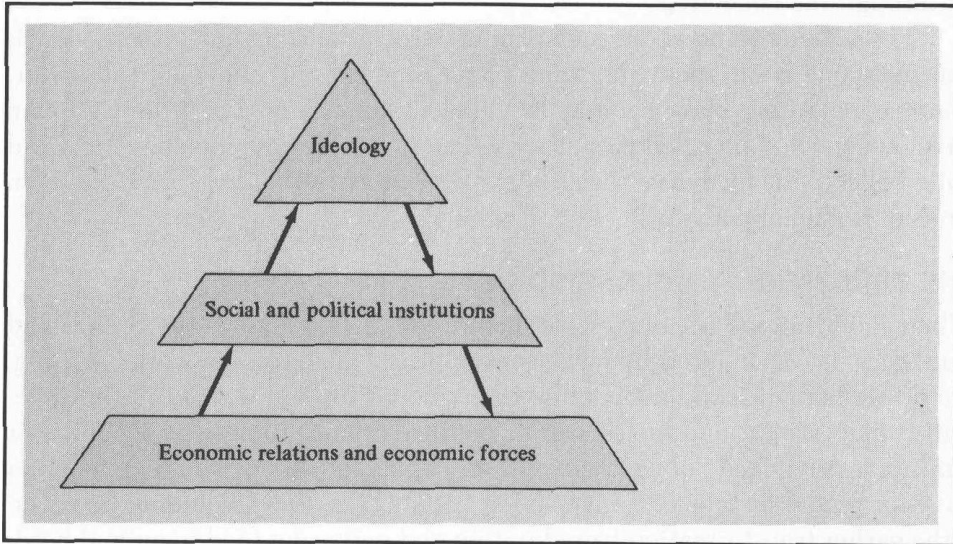 Ideology
Social and political institutions
Economic relations and economic forces